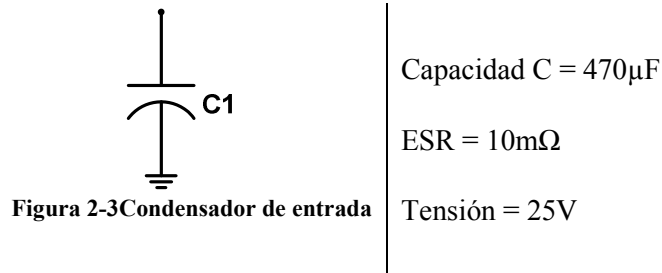 C1
Figura 2-3Condensador de entrada
Capacidad C = 470µF
ESR = 10mΩ
Tensión = 25V